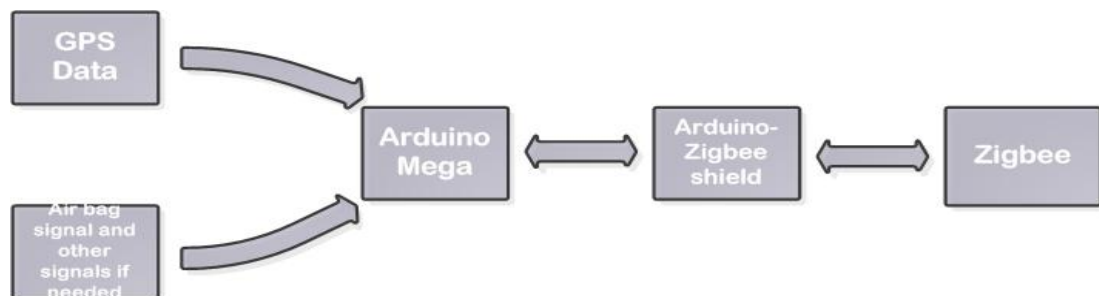 GPS
Data
Arduino
Mega
Arduino-
Zigbee
shield
Zigbee
Air bag
signal and
other
signals if
needed